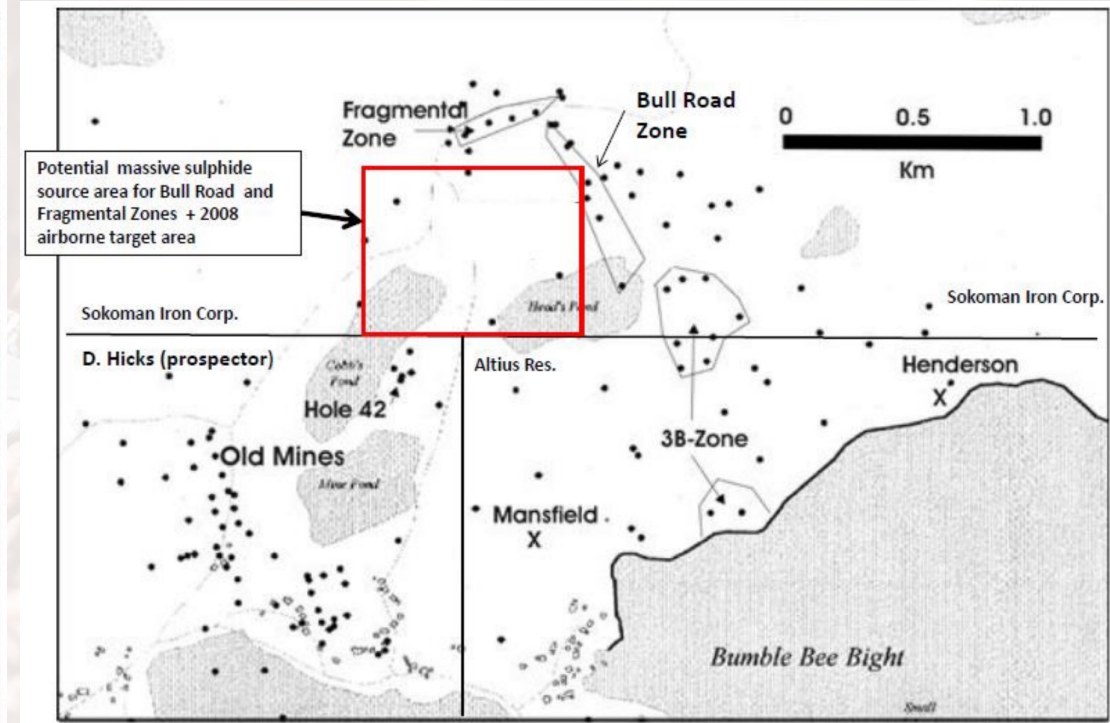 Fragmental
Zone
Bull Road
Zone
0 0.5 1.0
Km
Potential massive sulphide
source area for Bull Road and
Fragmental Zones + 2008
airborne target area
Head's Pond
Sokoman Iron Corp.
Sokoman Iron Corp.
D. Hicks (prospector)
Altius Res.
Cobb's
Pond
Henderson
X
Hole 42
3B-Zone
Old Mines
Mine Pond
Mansfield
X
Bumble Bee Bight
Small